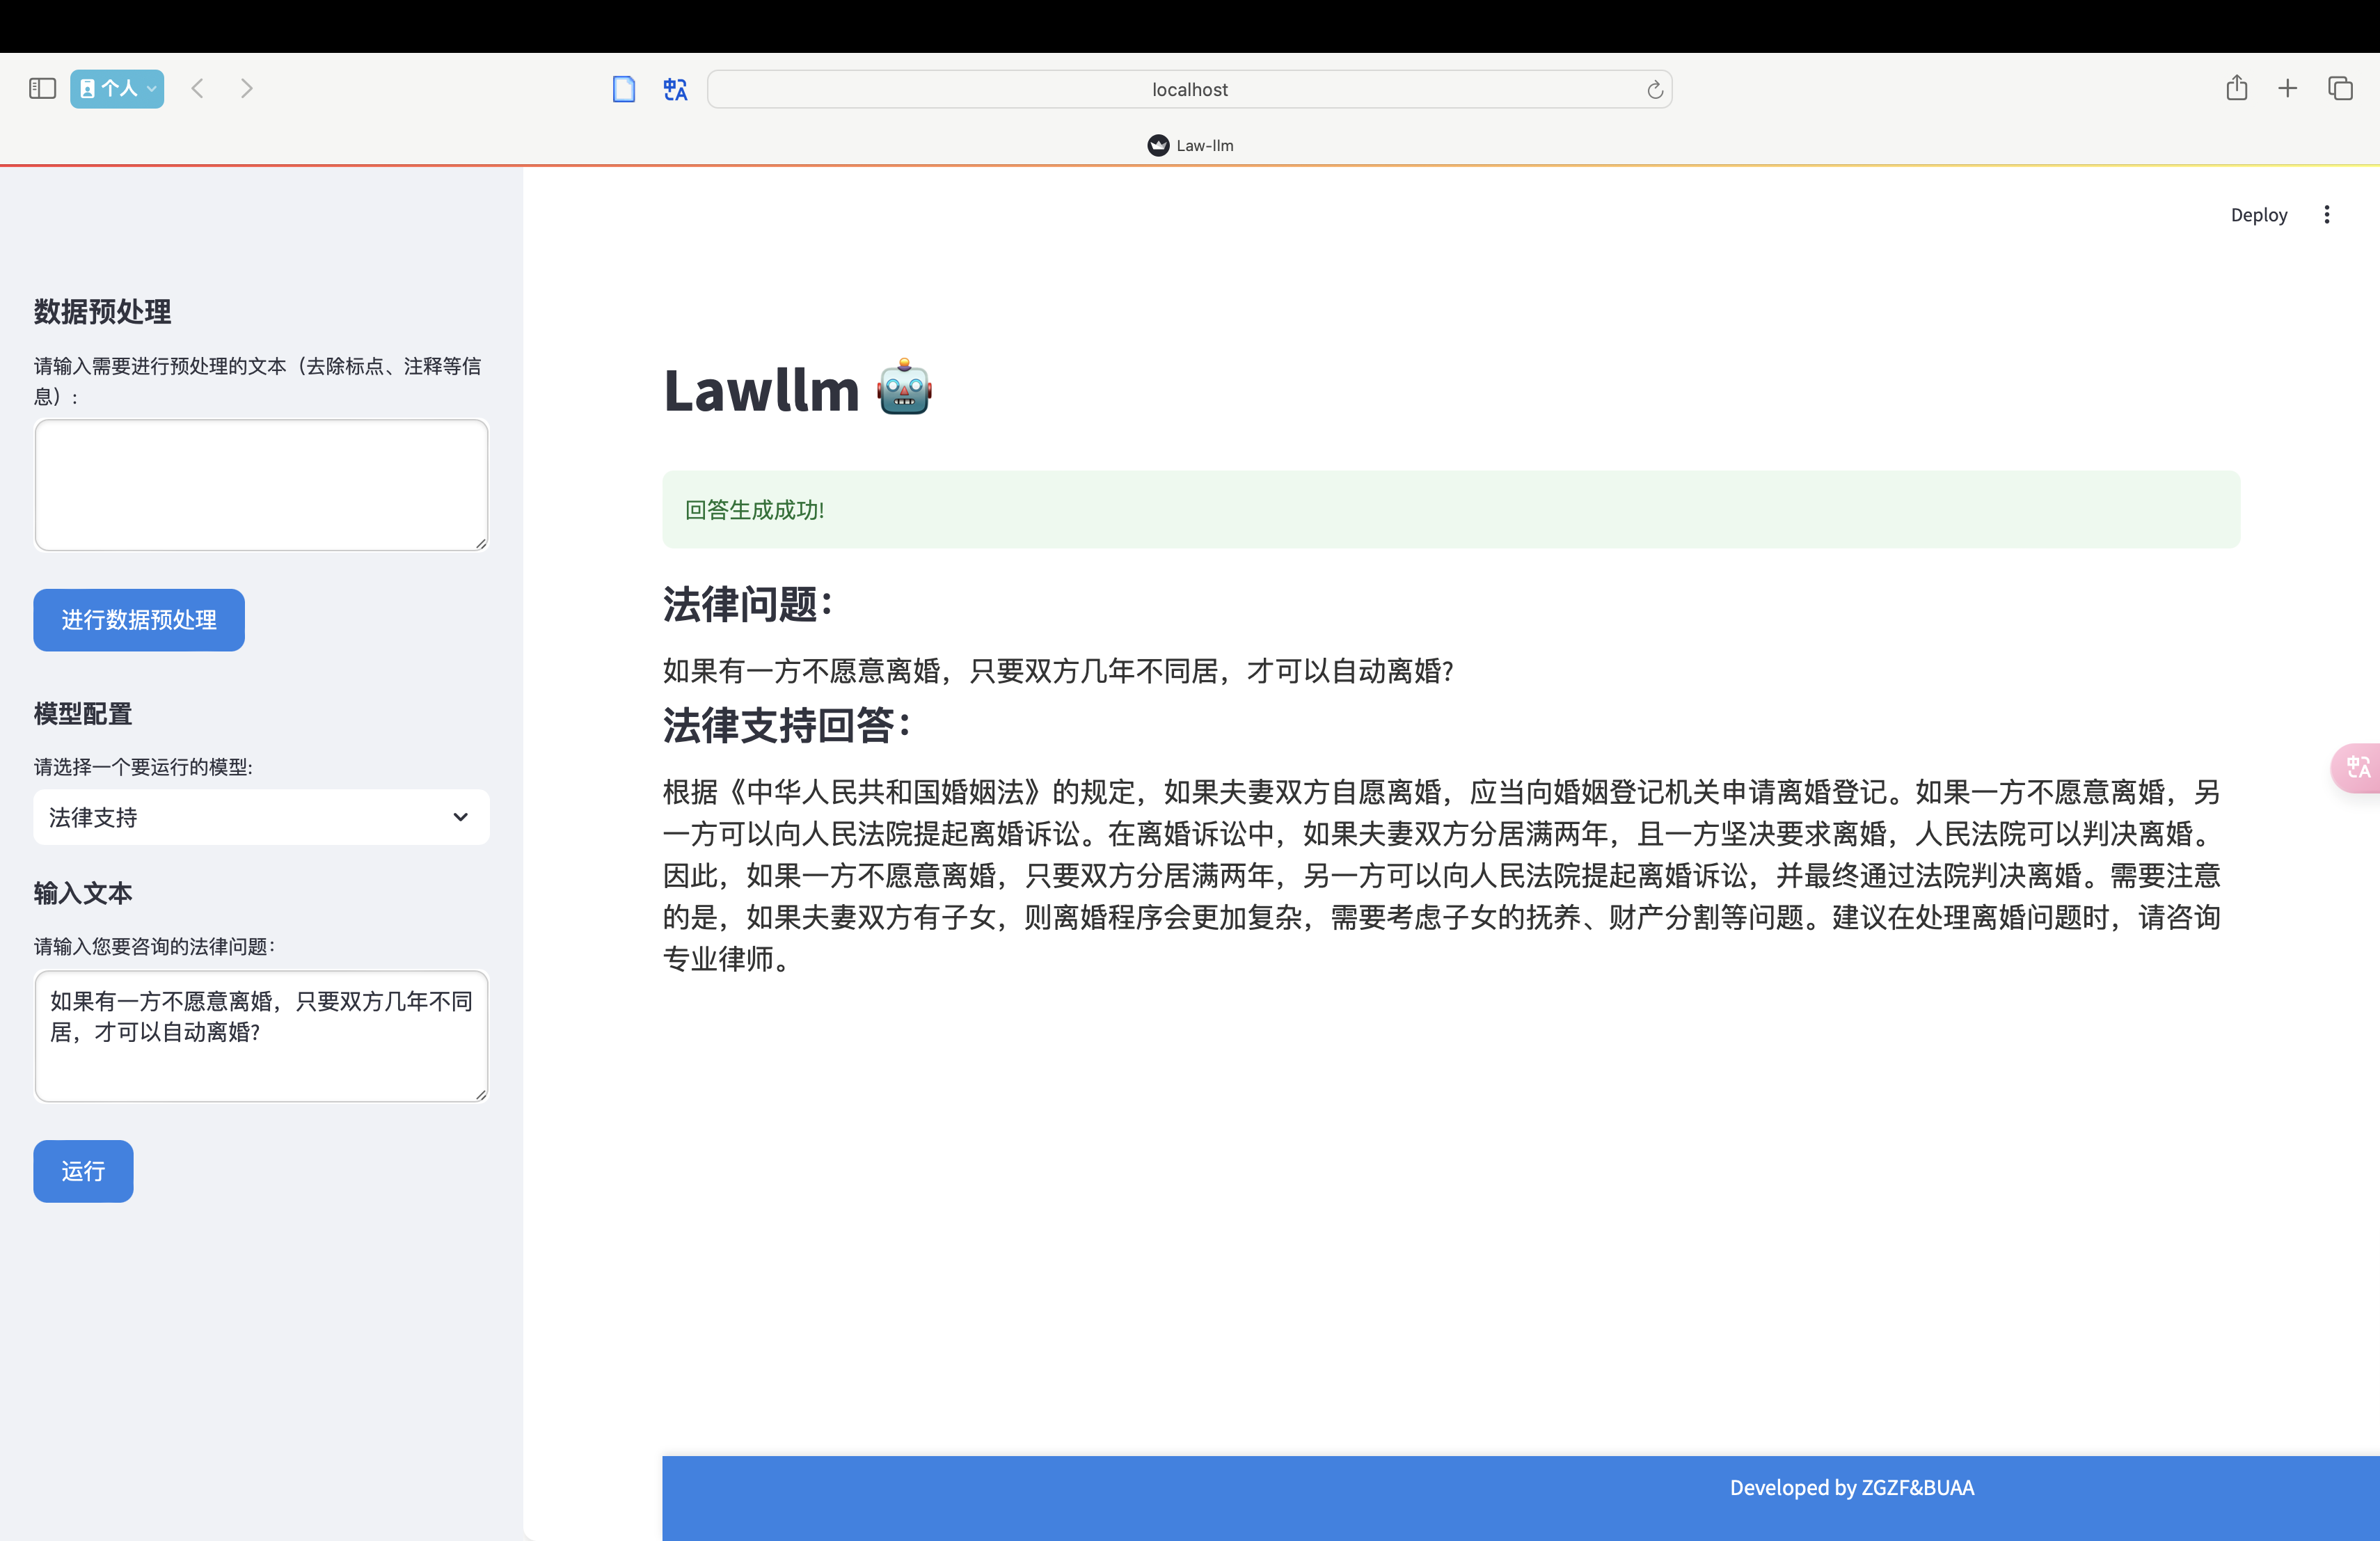 个人
localhost
Law-llm
Deploy
数据预处理
请输入需要进行预处理的文本（去除标点、注释等信
息）：
进行数据预处理
模型配置
请选择一个要运行的模型:
法律支持
输入文本
请输入您要咨询的法律问题：
如果有一方不愿意离婚，只要双方几年不同
居，才可以自动离婚?
运行
Lawllm
回答生成成功!
法律问题：
如果有一方不愿意离婚，只要双方几年不同居，才可以自动离婚?
法律支持回答：
根据《中华人民共和国婚姻法》的规定，如果夫妻双方自愿离婚，应当向婚姻登记机关申请离婚登记。如果一方不愿意离婚，另
一方可以向人民法院提起离婚诉讼。在离婚诉讼中，如果夫妻双方分居满两年，且一方坚决要求离婚，人民法院可以判决离婚。
因此，如果一方不愿意离婚，只要双方分居满两年，另一方可以向人民法院提起离婚诉讼，并最终通过法院判决离婚。需要注意
的是，如果夫妻双方有子女，则离婚程序会更加复杂，需要考虑子女的抚养、财产分割等问题。建议在处理离婚问题时，请咨询
专业律师。
Developed by ZGZF&BUAA